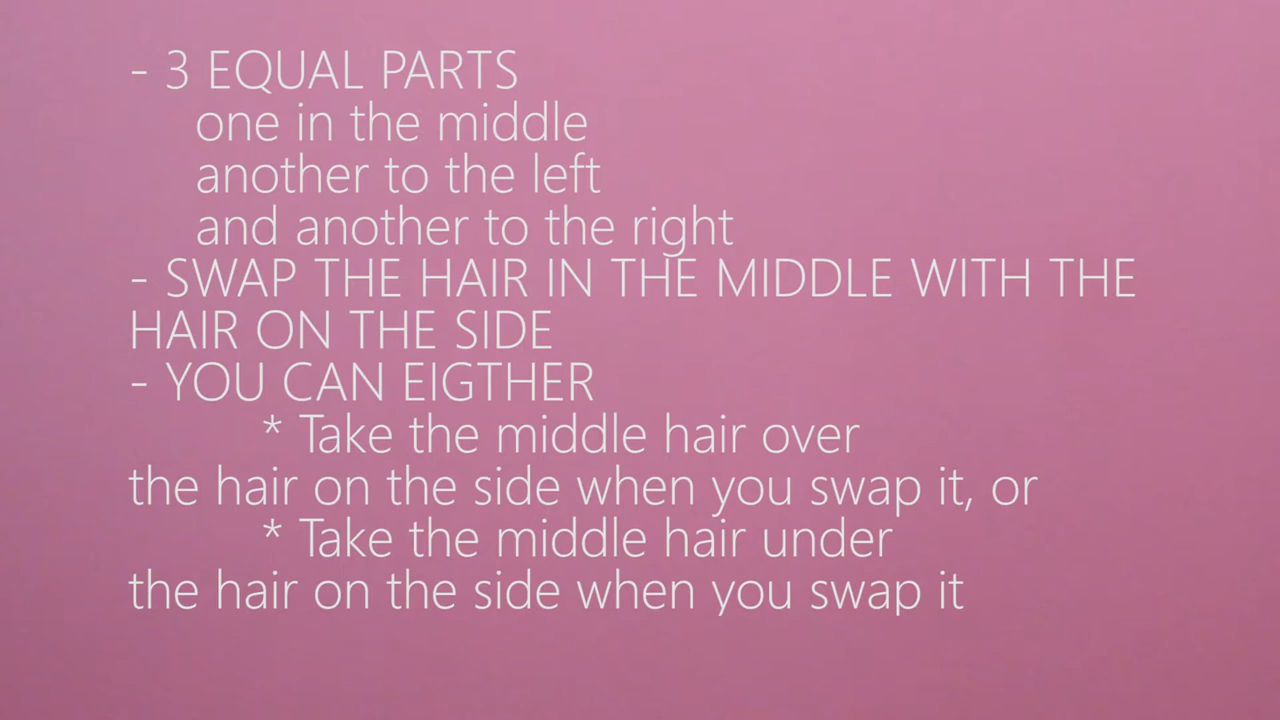 - 3 EQUAL PARTS
one in the middle
another to the left
and another to the right
- SWAP THE HAIR IN THE MIDDLE WITH THE
HAIR ON THE SIDE
- YOU CAN EIGTHER
* Take the middle hair over
the hair on the side when you swap it, or
* Take the middle hair under
the hair on the side when you swap it